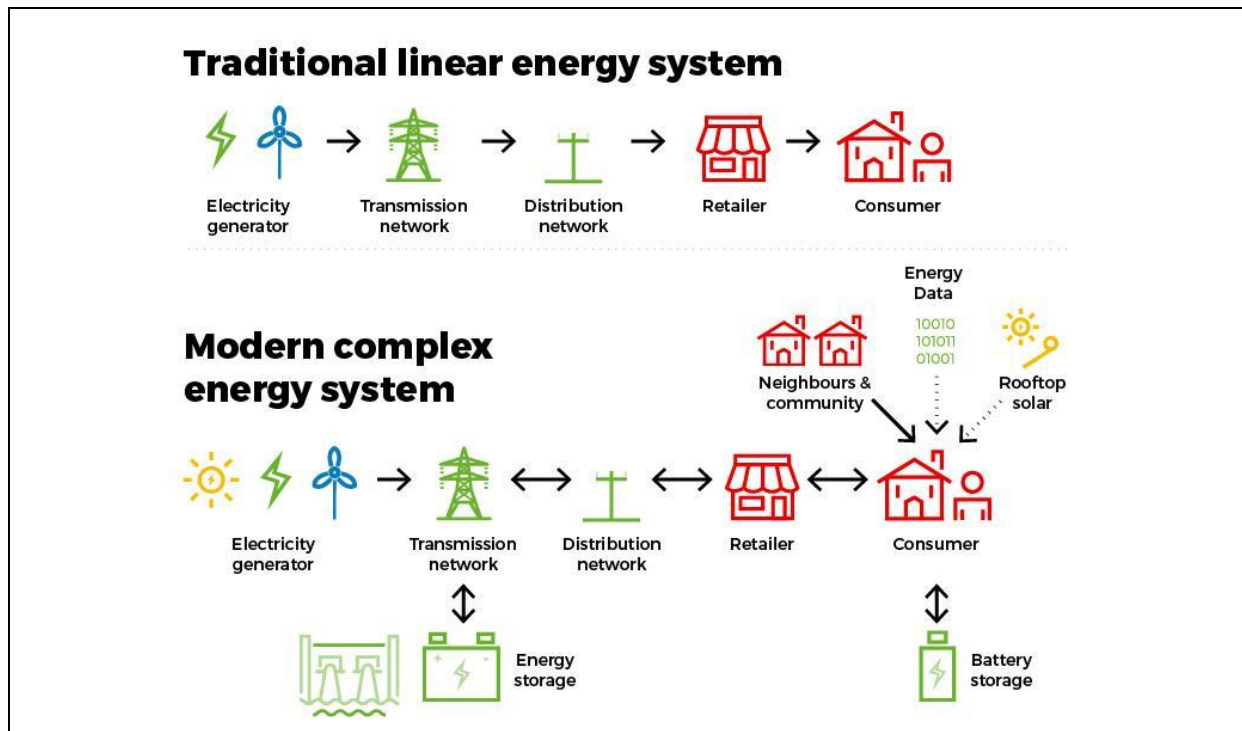 Traditional linear energy system
Electricity
generator
Transmission
network
Distribution
network
Retailer
Consumer
Energy
Data
10010
101011
01001
Modern complex
energy system
Neighbours &
community
Rooftop
solar
Electricity
generator
Transmission
network
Distribution
network
Retailer
Consumer
Energy
storage
Battery
storage